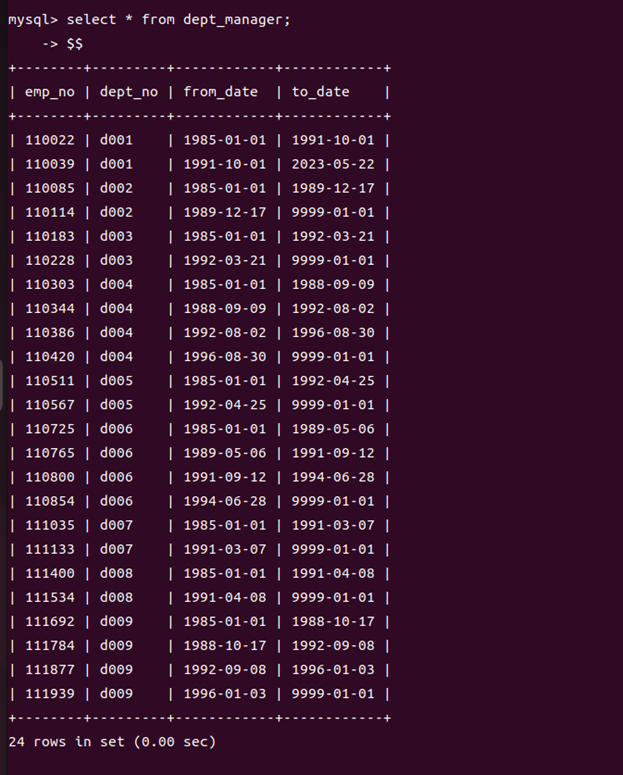 mysql> select * from dept_manager;
    -> $$
+--------+---------+------------+------------+
| emp_no | dept_no | from_date  | to_date    |
+--------+---------+------------+------------+
| 110022 | d001    | 1985-01-01 | 1991-10-01 |
| 110039 | d001    | 1991-10-01 | 2023-05-22 |
| 110085 | d002    | 1985-01-01 | 1989-12-17 |
| 110114 | d002    | 1989-12-17 | 9999-01-01 |
| 110183 | d003    | 1985-01-01 | 1992-03-21 |
| 110228 | d003    | 1992-03-21 | 9999-01-01 |
| 110303 | d004    | 1985-01-01 | 1988-09-09 |
| 110344 | d004    | 1988-09-09 | 1992-08-02 |
| 110386 | d004    | 1992-08-02 | 1996-08-30 |
| 110420 | d004    | 1996-08-30 | 9999-01-01 |
| 110511 | d005    | 1985-01-01 | 1992-04-25 |
| 110567 | d005    | 1992-04-25 | 9999-01-01 |
| 110725 | d006    | 1985-01-01 | 1989-05-06 |
| 110765 | d006    | 1989-05-06 | 1991-09-12 |
| 110800 | d006    | 1991-09-12 | 1994-06-28 |
| 110854 | d006    | 1994-06-28 | 9999-01-01 |
| 111035 | d007    | 1985-01-01 | 1991-03-07 |
| 111133 | d007    | 1991-03-07 | 9999-01-01 |
| 111400 | d008    | 1985-01-01 | 1991-04-08 |
| 111534 | d008    | 1991-04-08 | 9999-01-01 |
| 111692 | d009    | 1985-01-01 | 1988-10-17 |
| 111784 | d009    | 1988-10-17 | 1992-09-08 |
| 111877 | d009    | 1992-09-08 | 1996-01-03 |
| 111939 | d009    | 1996-01-03 | 9999-01-01 |
+--------+---------+------------+------------+
24 rows in set (0.00 sec)